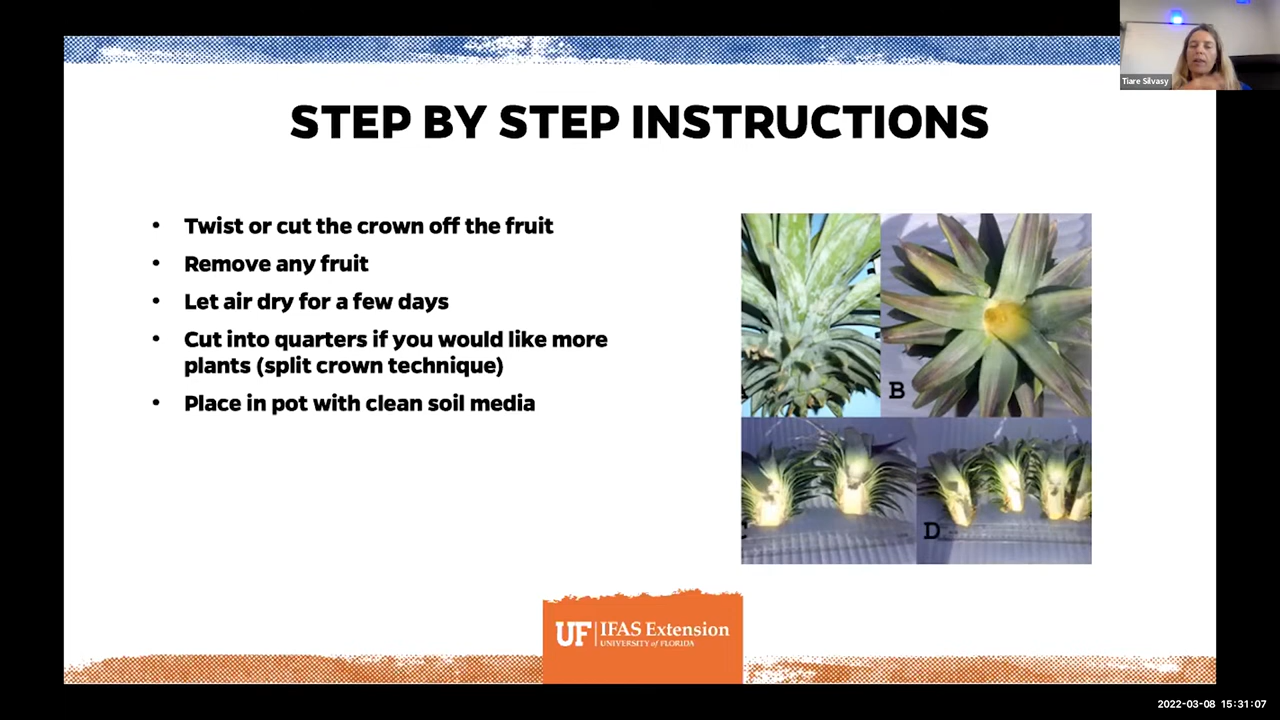 Tiare Silvasy
STEP BY STEP INSTRUCTIONS
• Twist or cut the crown off the fruit
• Remove any fruit
• Let air dry for a few days
• Cut into quarters if you would like more
plants (split crown technique)
• Place in pot with clean soil media
B
D
UF IFAS Extension
UNIVERSITY of FLORIDA
2022-03-08 15:31:07